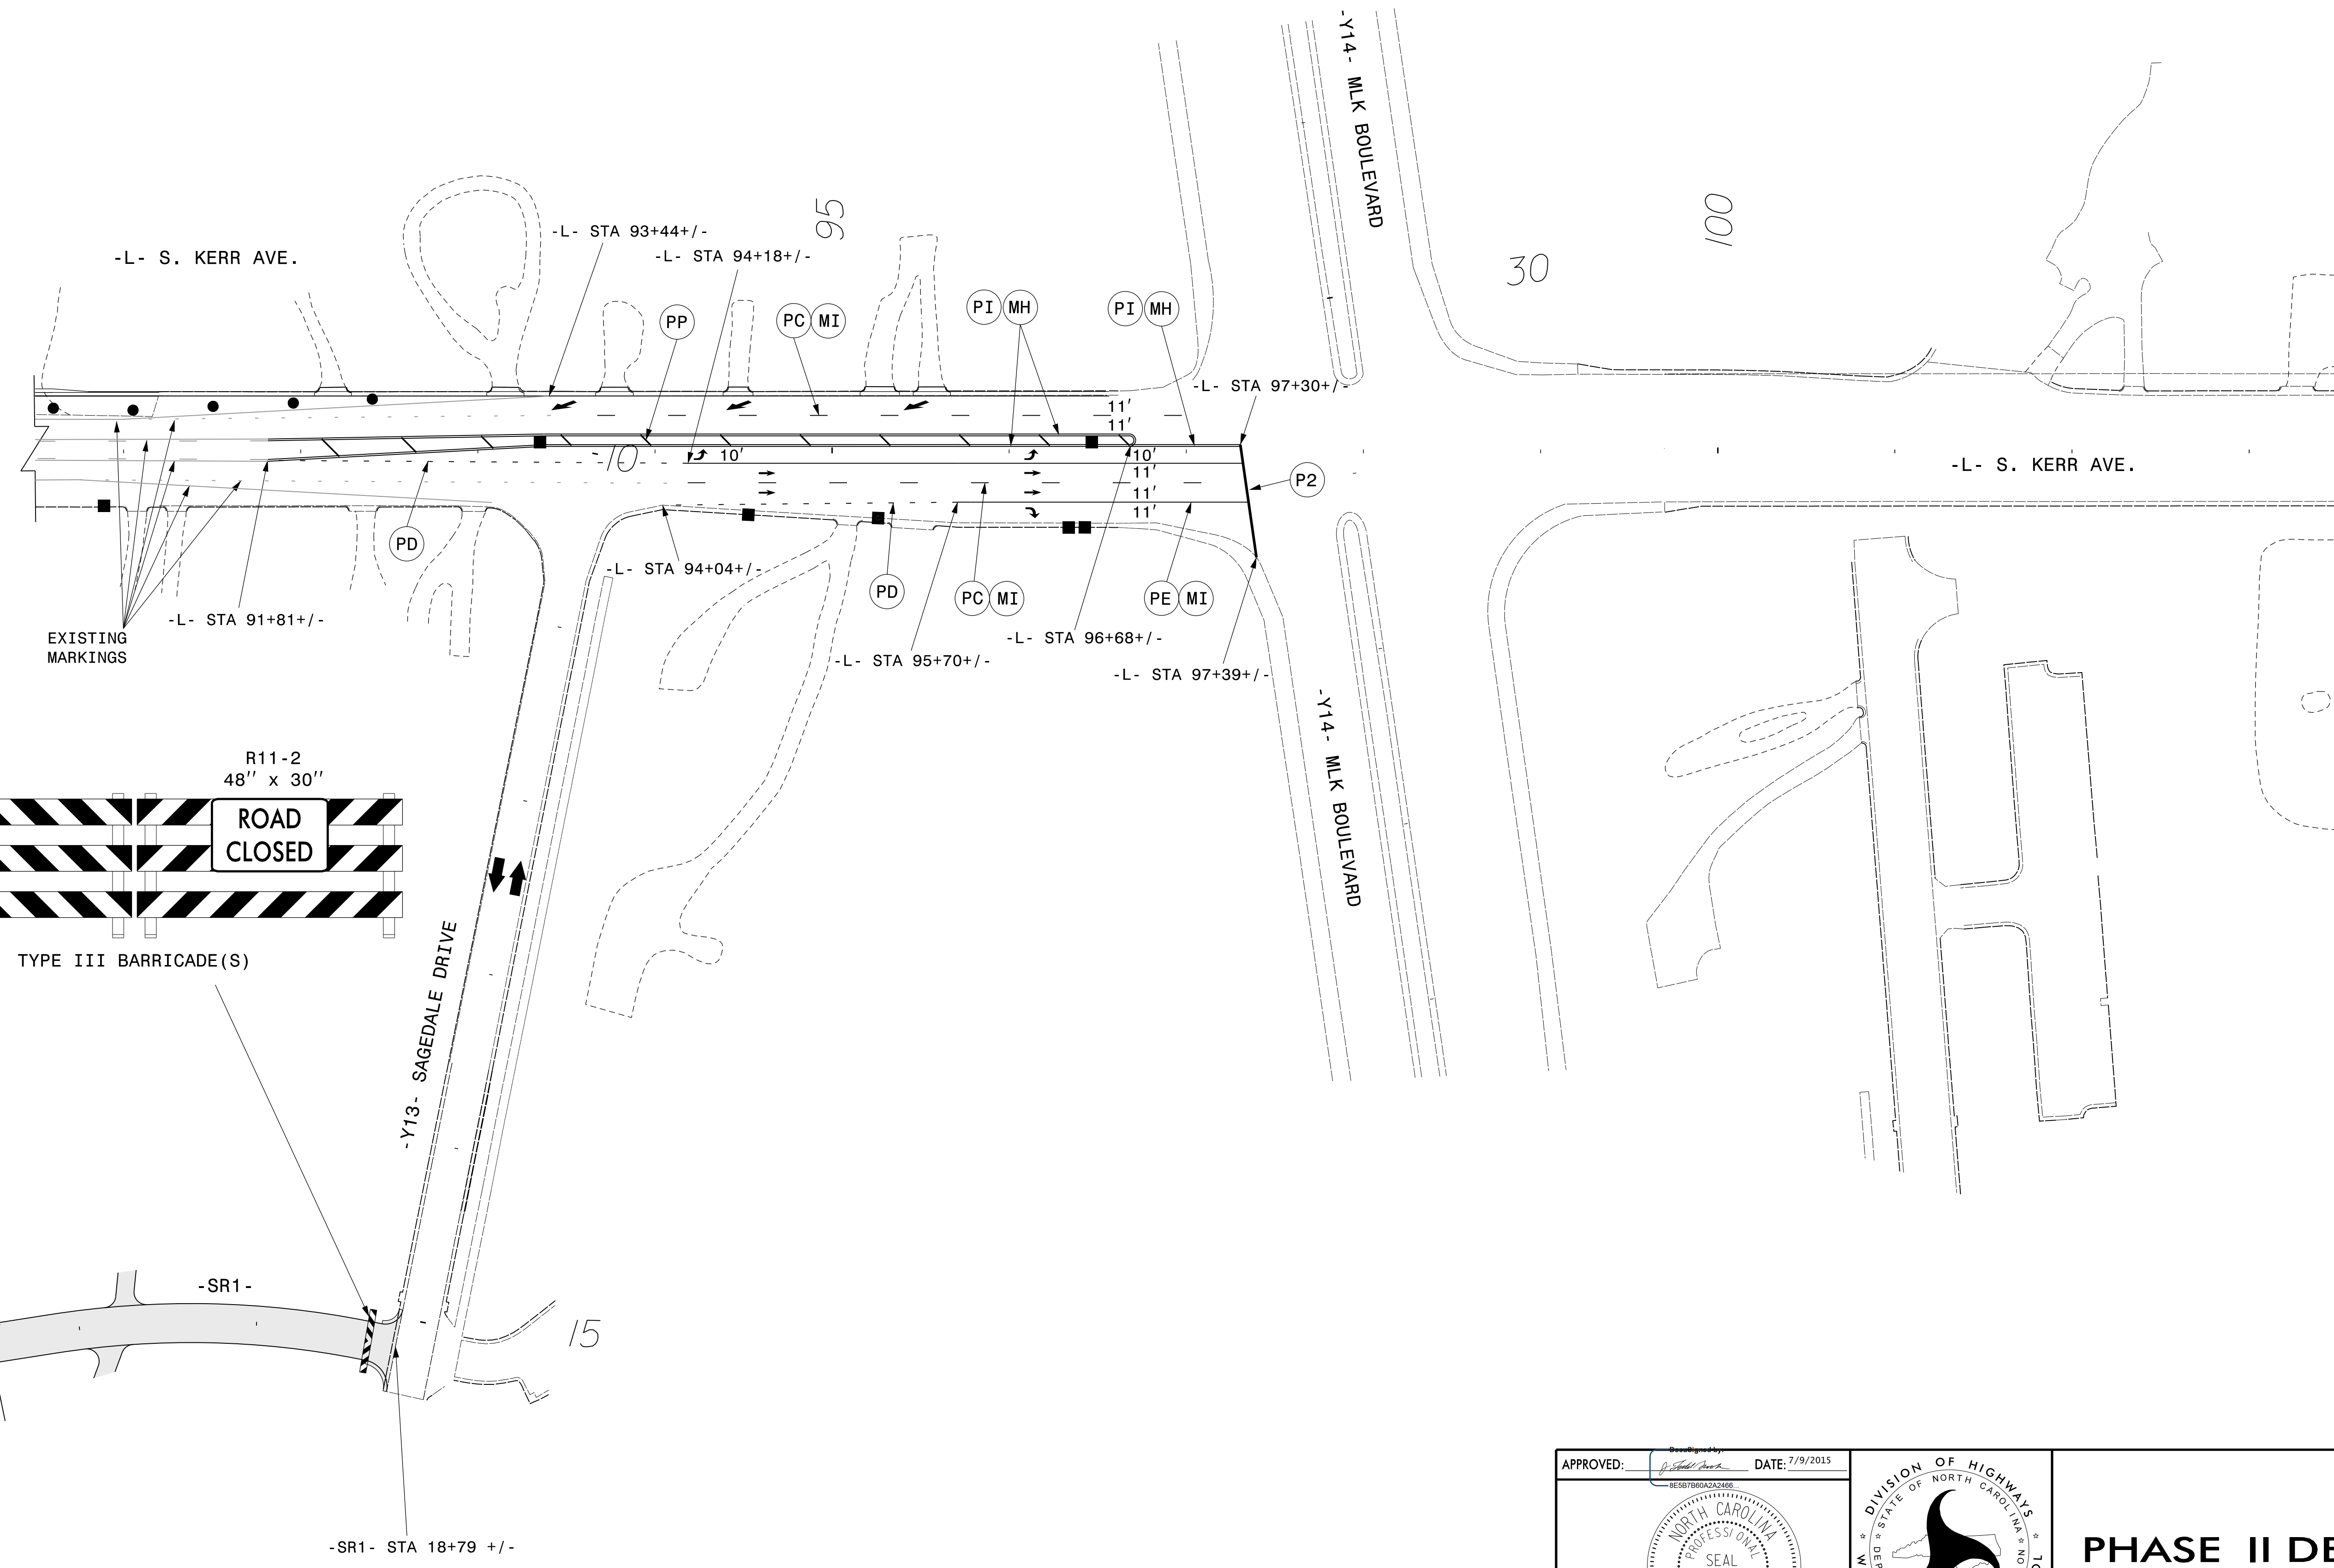 -Y14- MLK BOULEVARD
95
100
30
-L- STA 93+44+/-
-L- STA 94+18+/-
-L- S. KERR AVE.
PP
PC MI
PI MH
PI MH
-L- STA 97+30+/-
11'
11'
10
10'
10'
11'
11'
11'
-L- S. KERR AVE.
P2
PD
-L- STA 94+04+/-
PD
PC MI
PE MI
-L- STA 91+81+/-
EXISTING
MARKINGS
-L- STA 96+68+/-
-L- STA 95+70+/-
-L- STA 97+39+/-
-Y14- MLK BOULEVARD
R11-2
48" x 30"
ROAD
CLOSED
TYPE III BARRICADE(S)
-Y13- SAGEDALE DRIVE
-SR1-
15
-SR1- STA 18+79 +/-
APPROVED:
DocuSigned by:
DATE: 7/9/2015
8E5B7B60A2A2466...
NORTH CAROLINA
PROFESSIONAL
SEAL
DIVISION OF HIGHWAYS
STATE OF NORTH CAROLINA
PHASE II DE